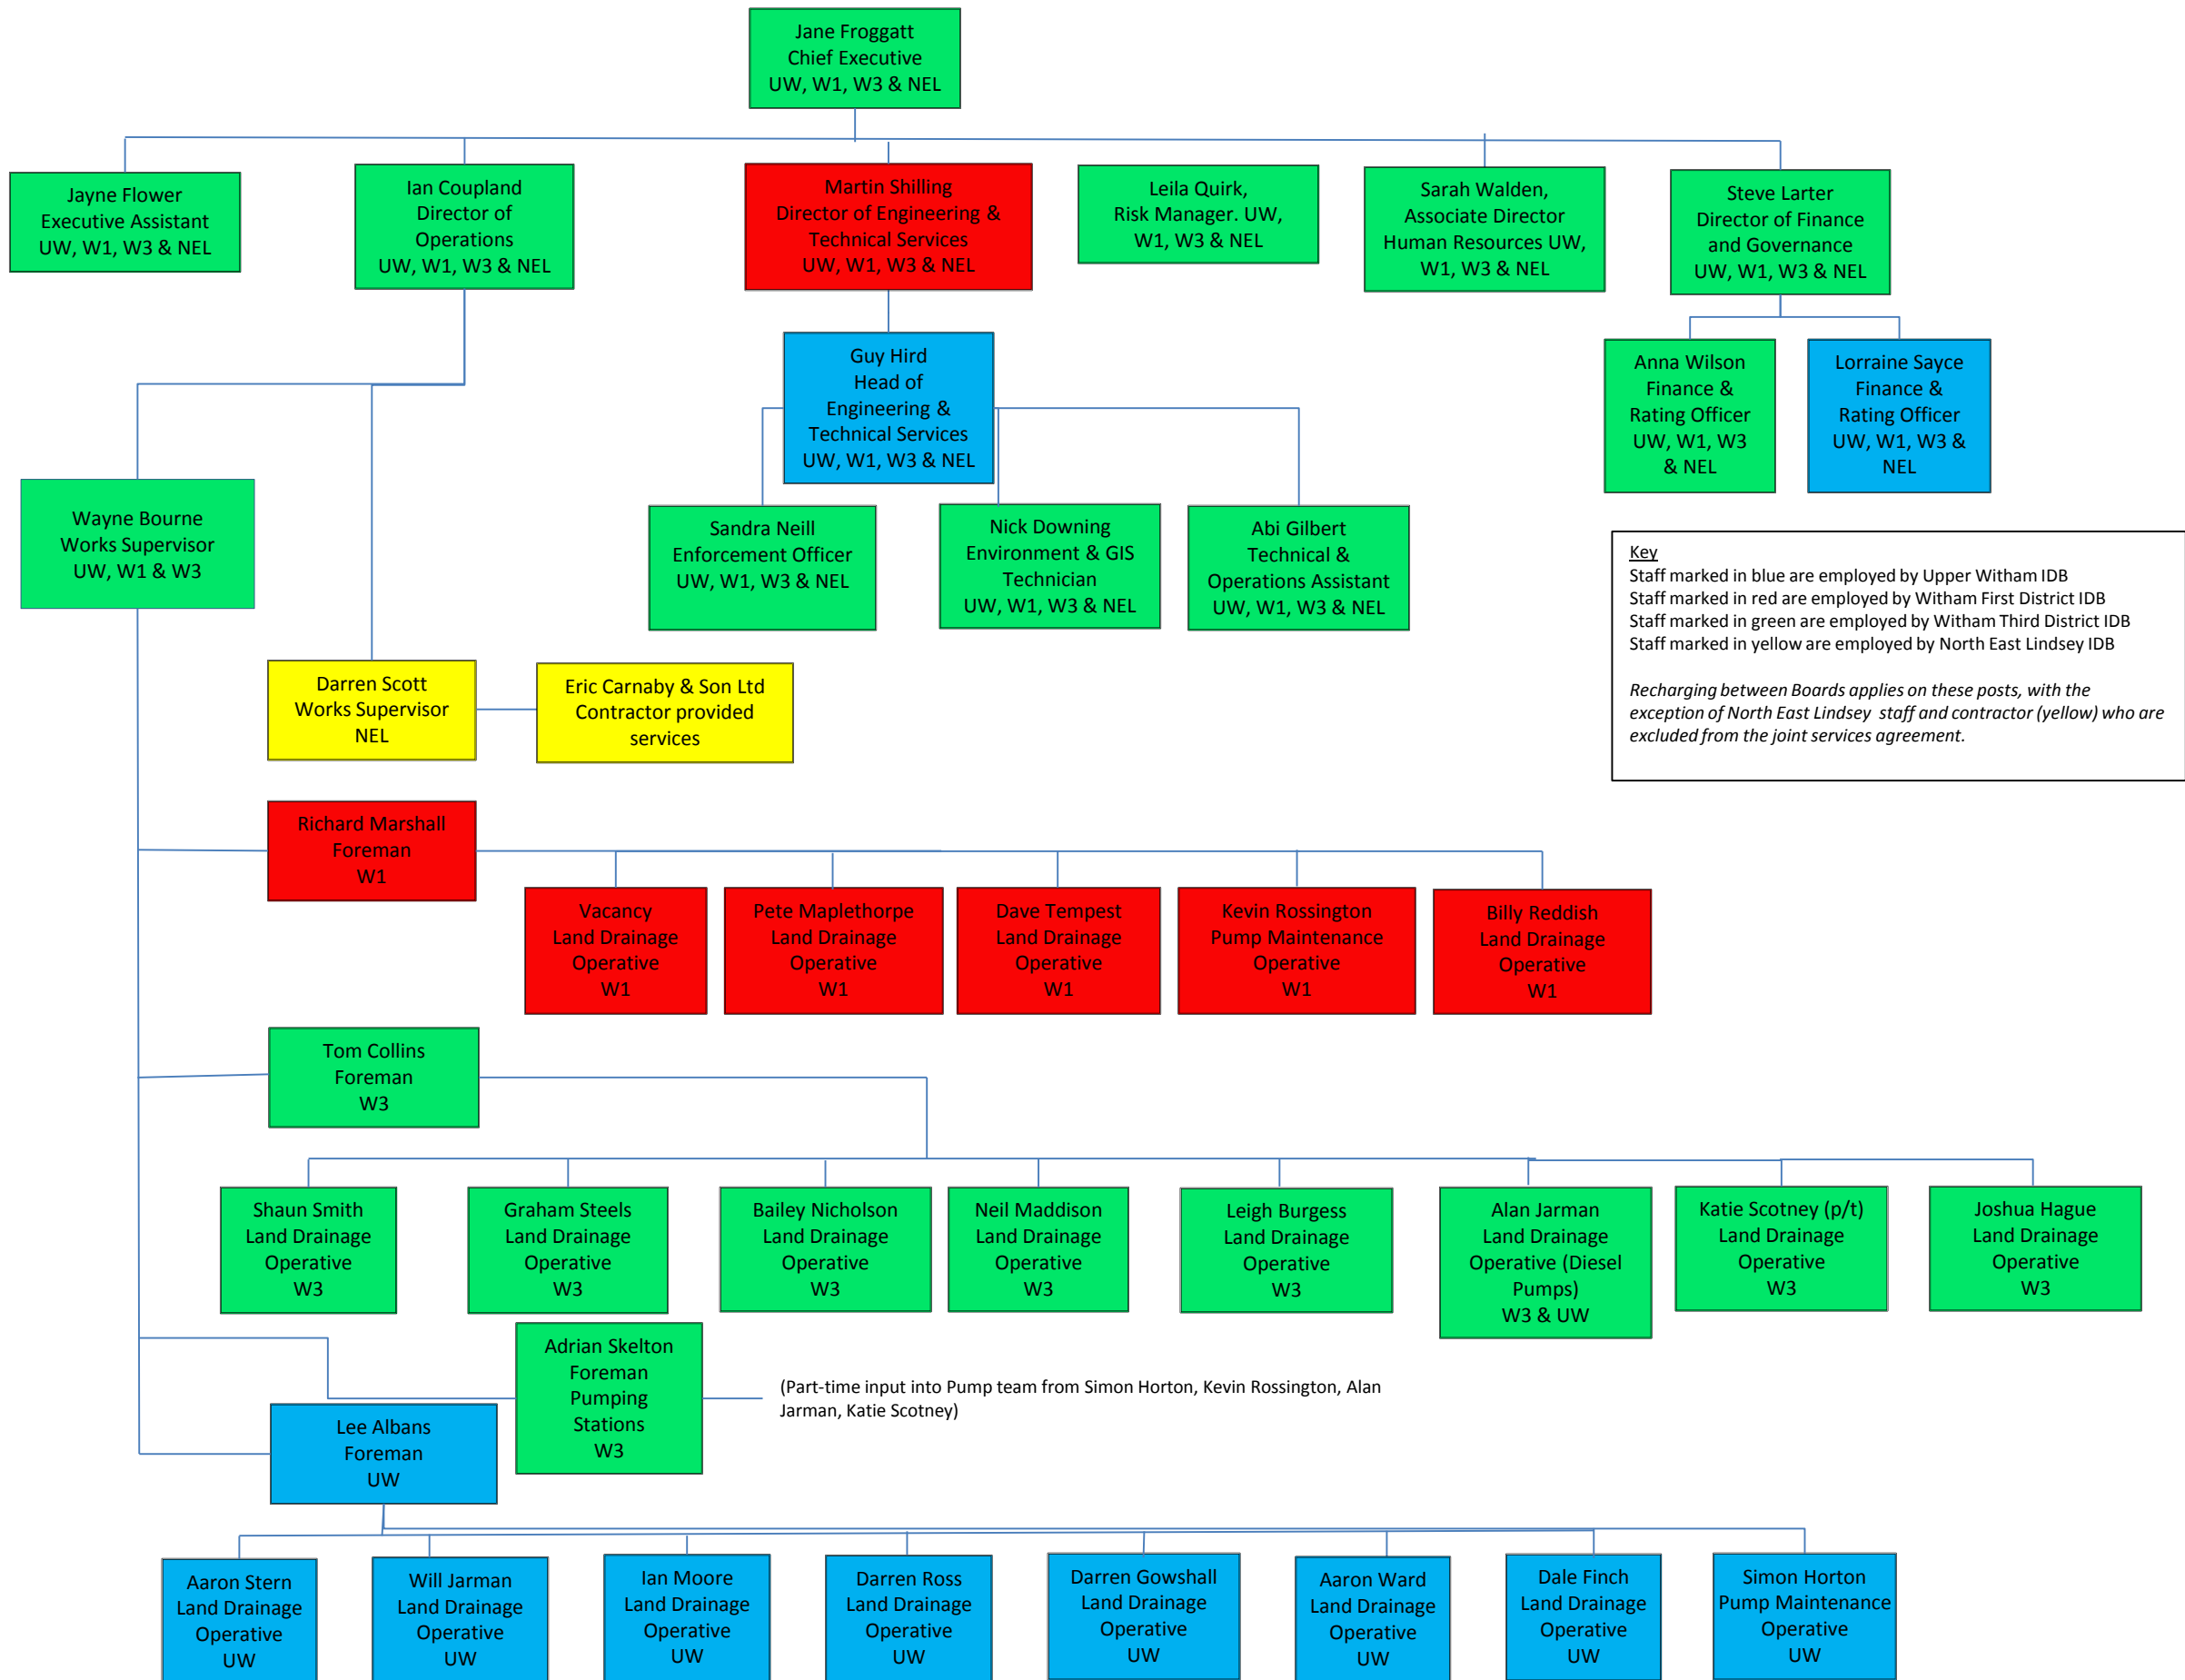 Jane Froggatt
Chief Executive
UW, W1, W3 & NEL
Jayne Flower
Executive Assistant
UW, W1, W3 & NEL
Ian Coupland
Director of
Operations
UW, W1, W3 & NEL
Martin Shilling
Director of Engineering &
Technical Services
UW, W1, W3 & NEL
Leila Quirk,
Risk Manager. UW,
W1, W3 & NEL
Sarah Walden,
Associate Director
Human Resources UW,
W1, W3 & NEL
Steve Larter
Director of Finance
and Governance
UW, W1, W3 & NEL
Guy Hird
Head of
Engineering &
Technical Services
UW, W1, W3 & NEL
Anna Wilson
Finance &
Rating Officer
UW, W1, W3
& NEL
Lorraine Sayce
Finance &
Rating Officer
UW, W1, W3 &
NEL
Wayne Bourne
Works Supervisor
UW, W1 & W3
Sandra Neill
Enforcement Officer
UW, W1, W3 & NEL
Nick Downing
Environment & GIS
Technician
UW, W1, W3 & NEL
Abi Gilbert
Technical &
Operations Assistant
UW, W1, W3 & NEL
Key
Staff marked in blue are employed by Upper Witham IDB
Staff marked in red are employed by Witham First District IDB
Staff marked in green are employed by Witham Third District IDB
Staff marked in yellow are employed by North East Lindsey IDB
Recharging between Boards applies on these posts, with the
exception of North East Lindsey staff and contractor (yellow) who are
excluded from the joint services agreement.
Darren Scott
Works Supervisor
NEL
Eric Carnaby & Son Ltd
Contractor provided
services
Richard Marshall
Foreman
W1
Vacancy
Land Drainage
Operative
W1
Pete Maplethorpe
Land Drainage
Operative
W1
Dave Tempest
Land Drainage
Operative
W1
Kevin Rossington
Pump Maintenance
Operative
W1
Billy Reddish
Land Drainage
Operative
W1
Tom Collins
Foreman
W3
Shaun Smith
Land Drainage
Operative
W3
Graham Steels
Land Drainage
Operative
W3
Bailey Nicholson
Land Drainage
Operative
W3
Neil Maddison
Land Drainage
Operative
W3
Leigh Burgess
Land Drainage
Operative
W3
Alan Jarman
Land Drainage
Operative (Diesel
Pumps)
W3 & UW
Katie Scotney (p/t)
Land Drainage
Operative
W3
Joshua Hague
Land Drainage
Operative
W3
Adrian Skelton
Foreman
Pumping
Stations
W3
(Part-time input into Pump team from Simon Horton, Kevin Rossington, Alan
Jarman, Katie Scotney)
Lee Albans
Foreman
UW
Aaron Stern
Land Drainage
Operative
UW
Will Jarman
Land Drainage
Operative
UW
Ian Moore
Land Drainage
Operative
UW
Darren Ross
Land Drainage
Operative
UW
Darren Gowshall
Land Drainage
Operative
UW
Aaron Ward
Land Drainage
Operative
UW
Dale Finch
Land Drainage
Operative
UW
Simon Horton
Pump Maintenance
Operative
UW